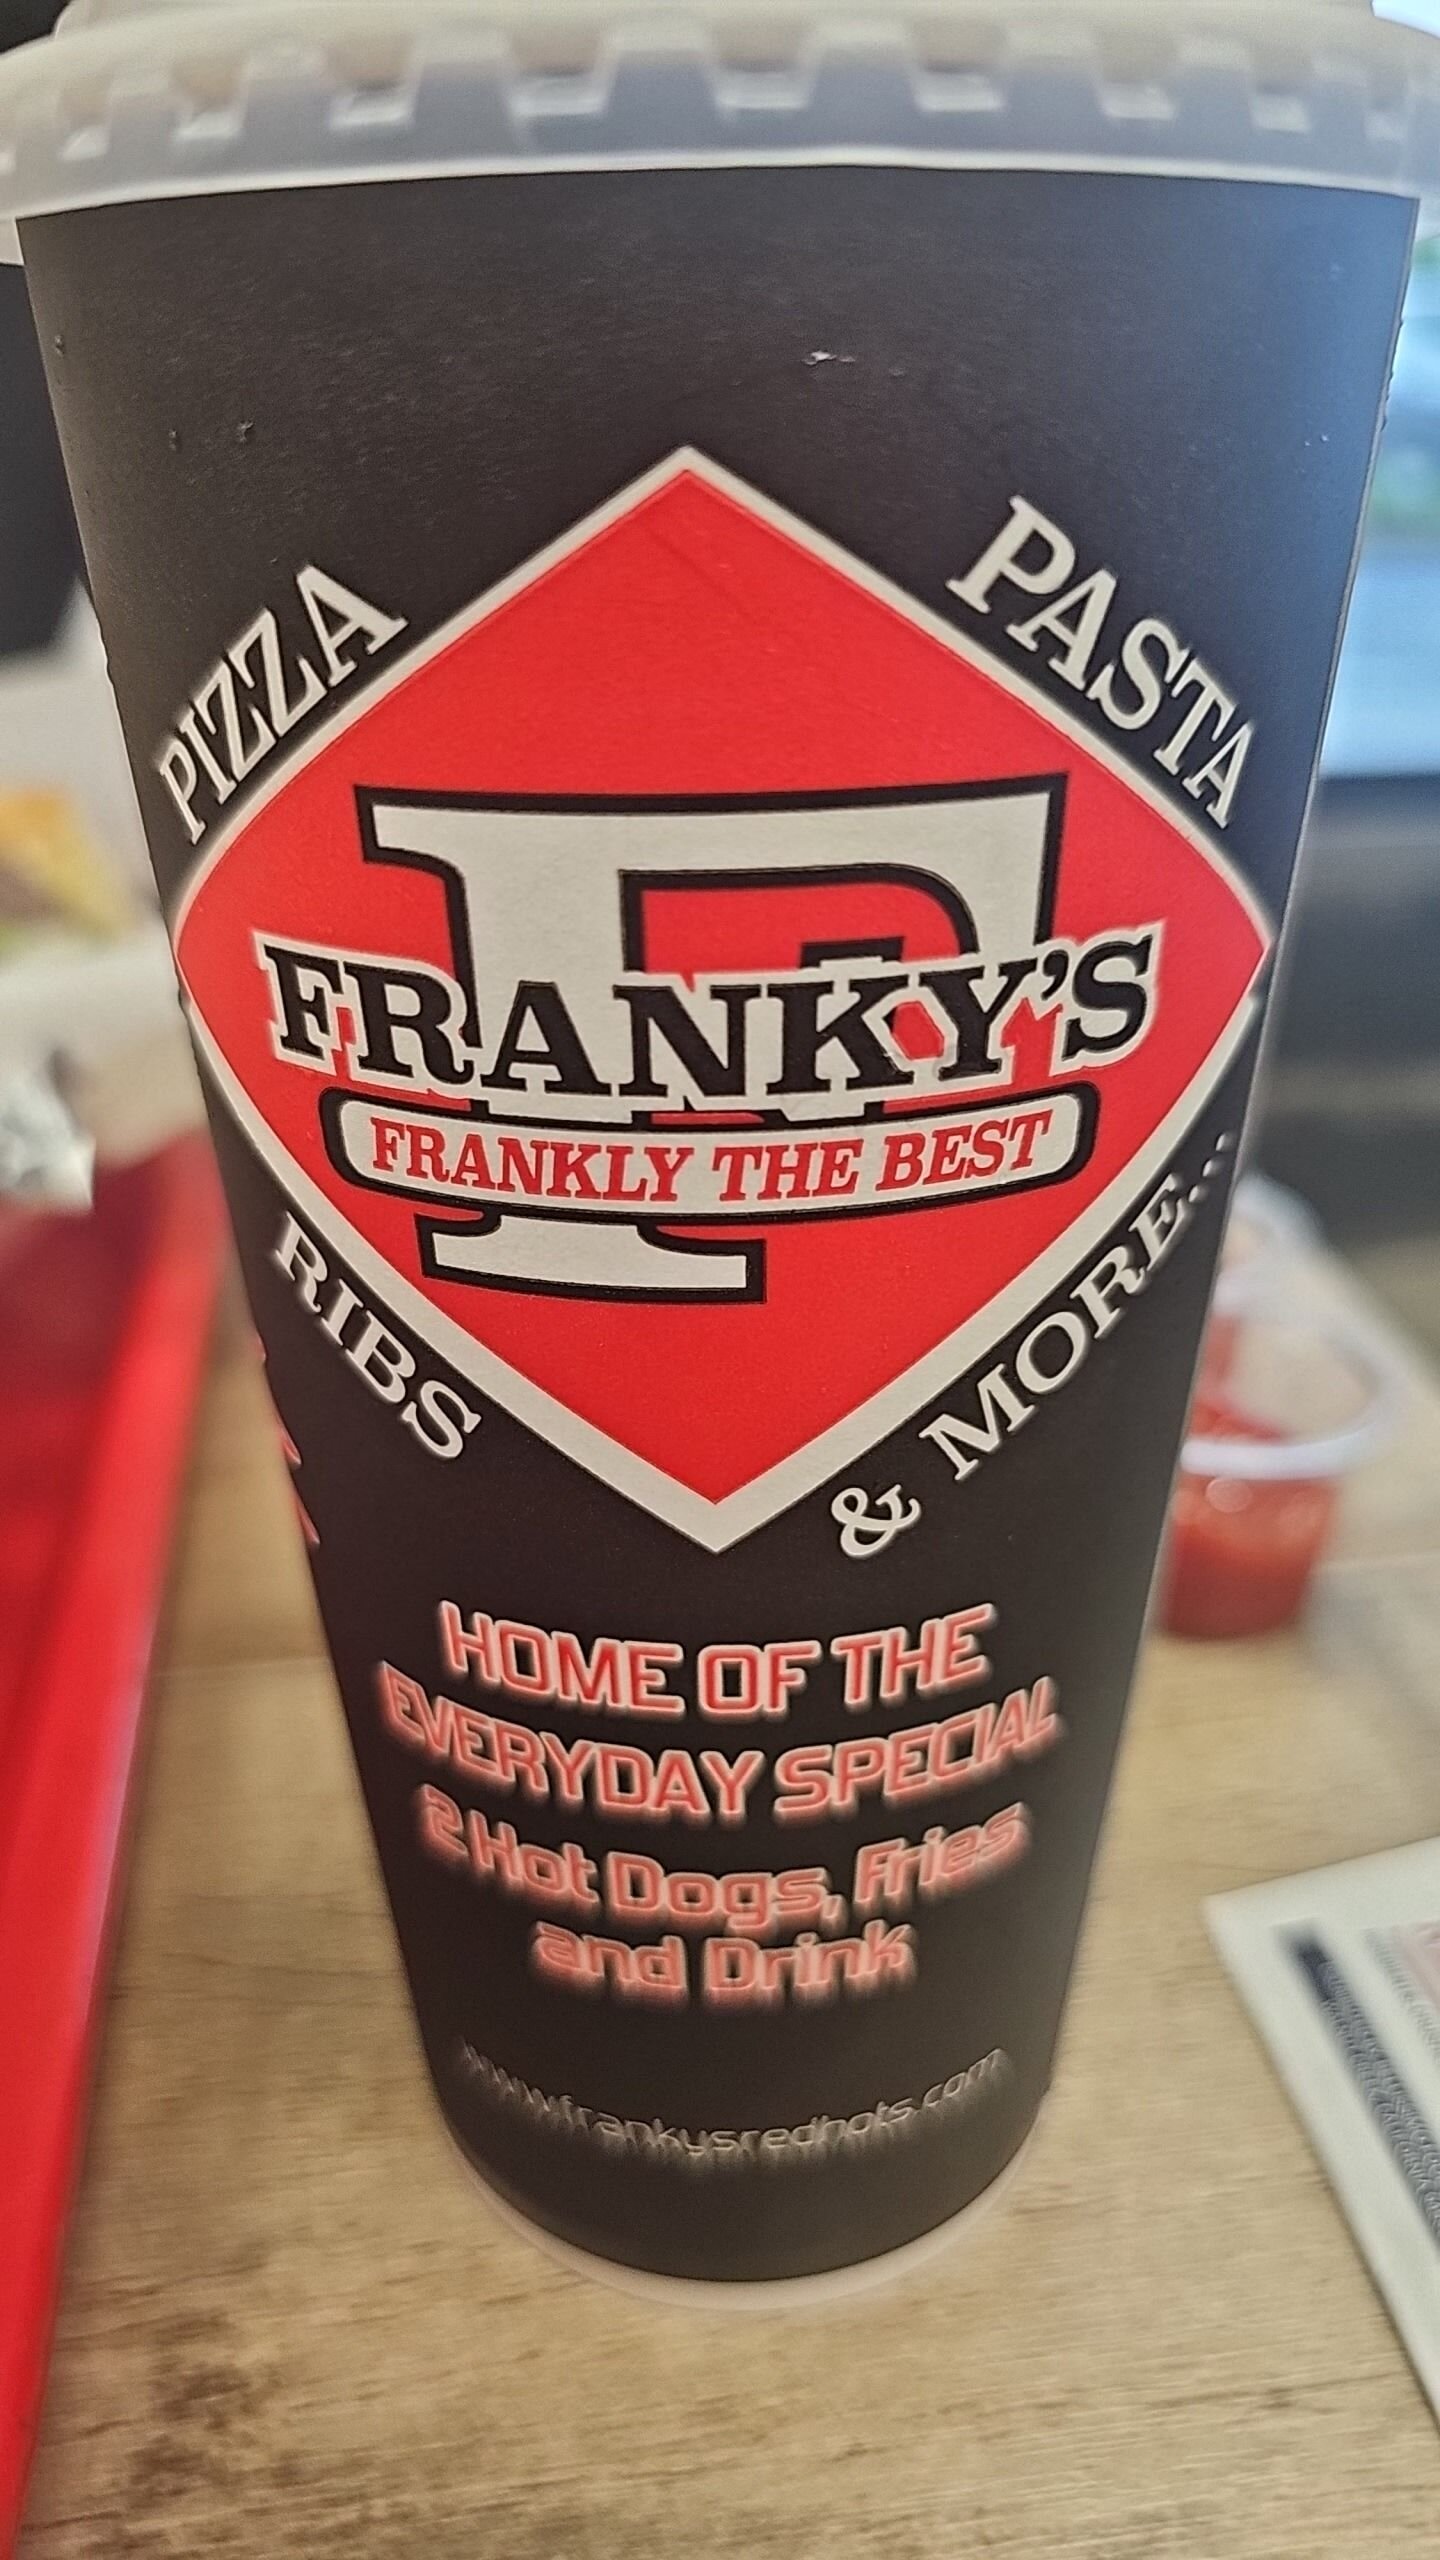 PIZZA
PASTA
F
FRANKY'S
FRANKLY THE BEST
RIBS
& MORE...
HOME OF THE
EVERYDAY SPECIAL
2 Hot Dogs, Fries
and Drink
www.frankysredhots.com